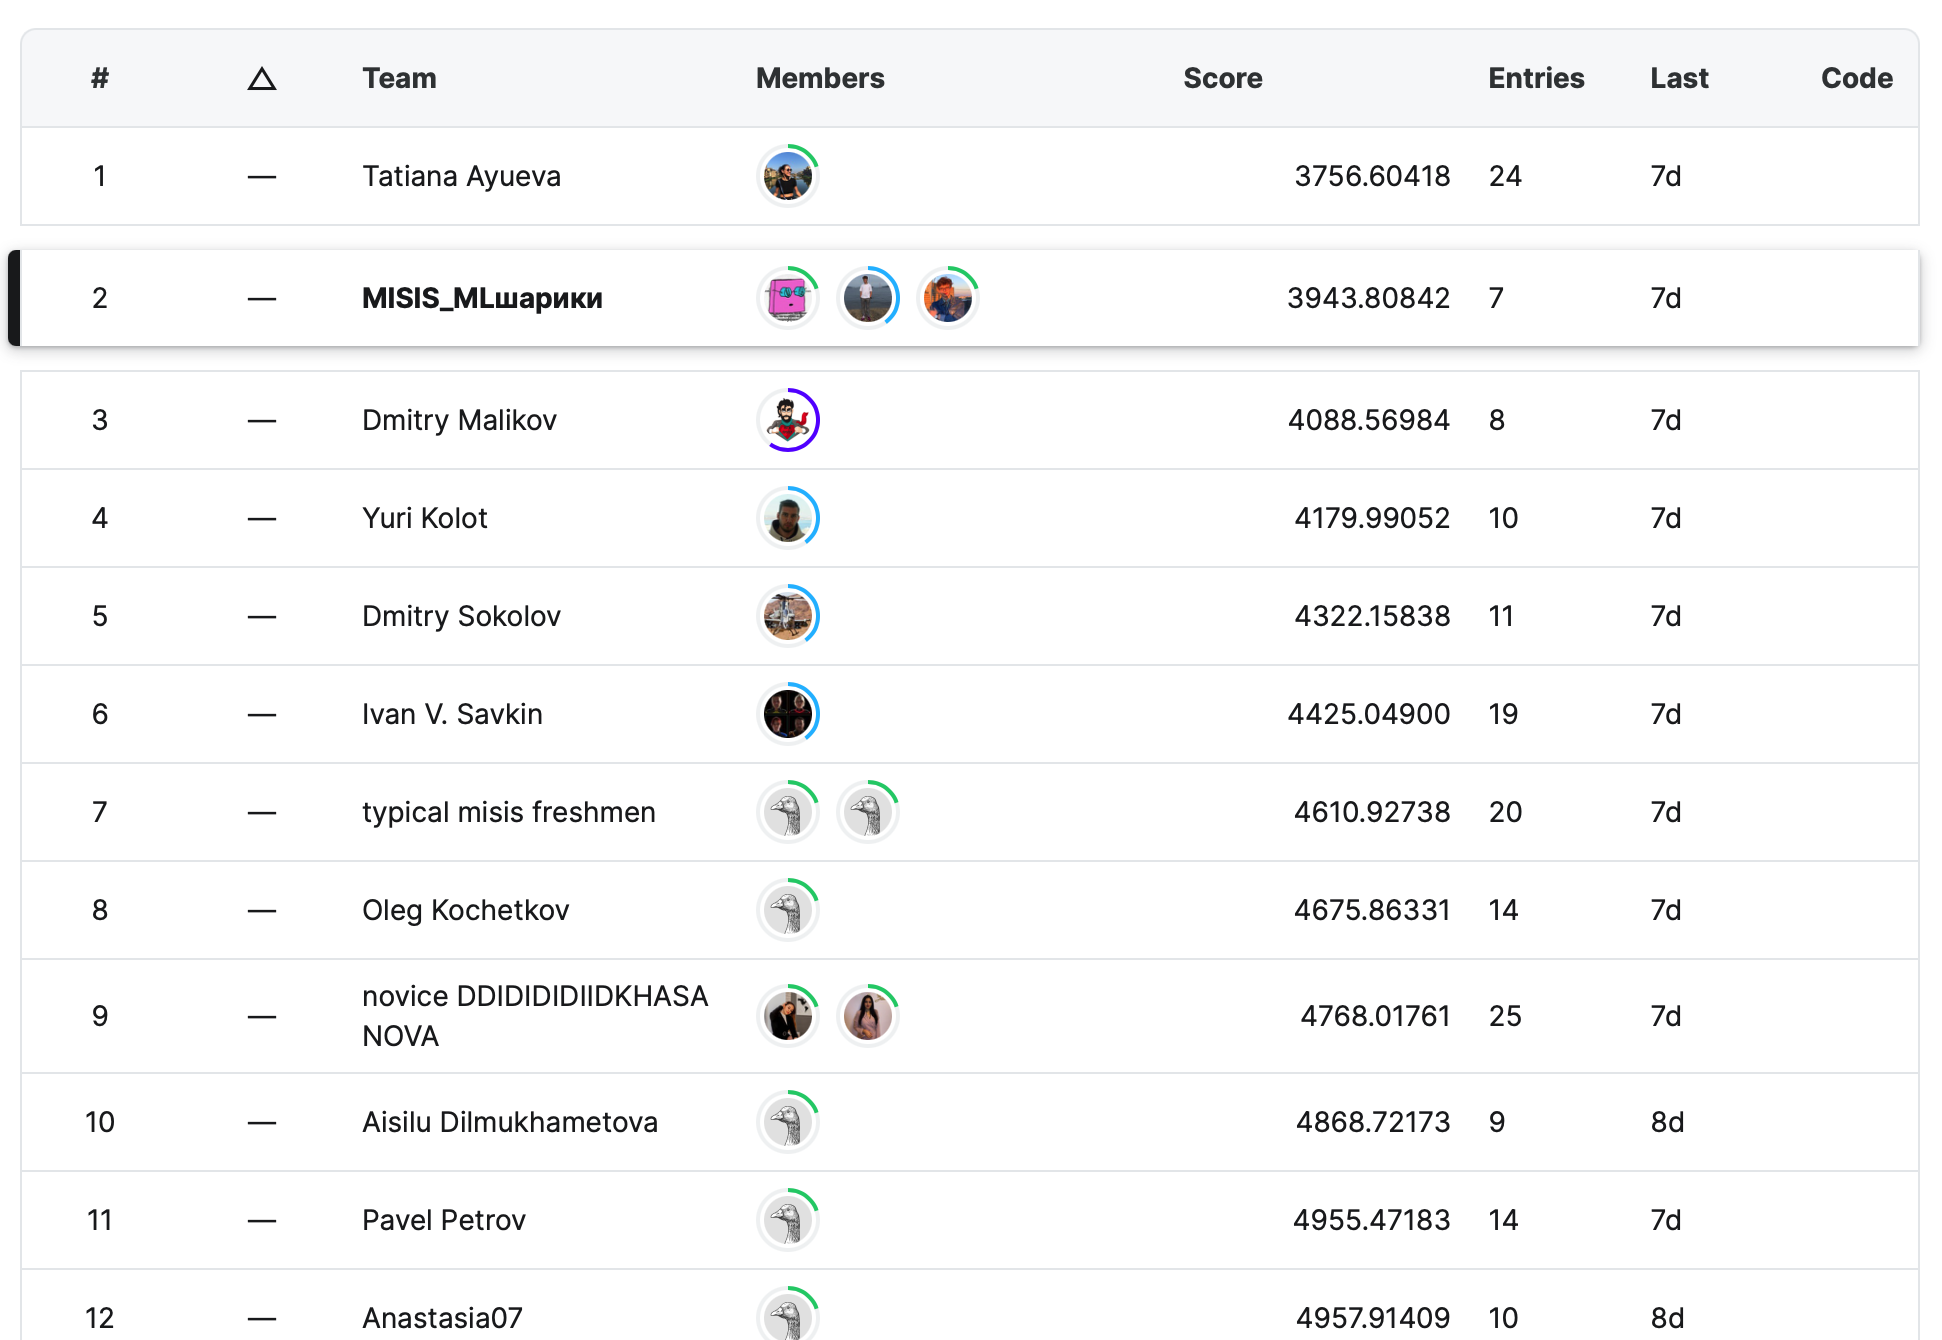 # △ Team Members Score Entries Last Code
1 — Tatiana Ayueva 3756.60418 24 7d
2 — MISIS_MLшарики 3943.80842 7 7d
3 — Dmitry Malikov 4088.56984 8 7d
4 — Yuri Kolot 4179.99052 10 7d
5 — Dmitry Sokolov 4322.15838 11 7d
6 — Ivan V. Savkin 4425.04900 19 7d
7 — typical misis freshmen 4610.92738 20 7d
8 — Oleg Kochetkov 4675.86331 14 7d
9 — novice DDIDIDIDIIDKHASA
NOVA 4768.01761 25 7d
10 — Aisilu Dilmukhametova 4868.72173 9 8d
11 — Pavel Petrov 4955.47183 14 7d
12 — Anastasia07 4957.91409 10 8d